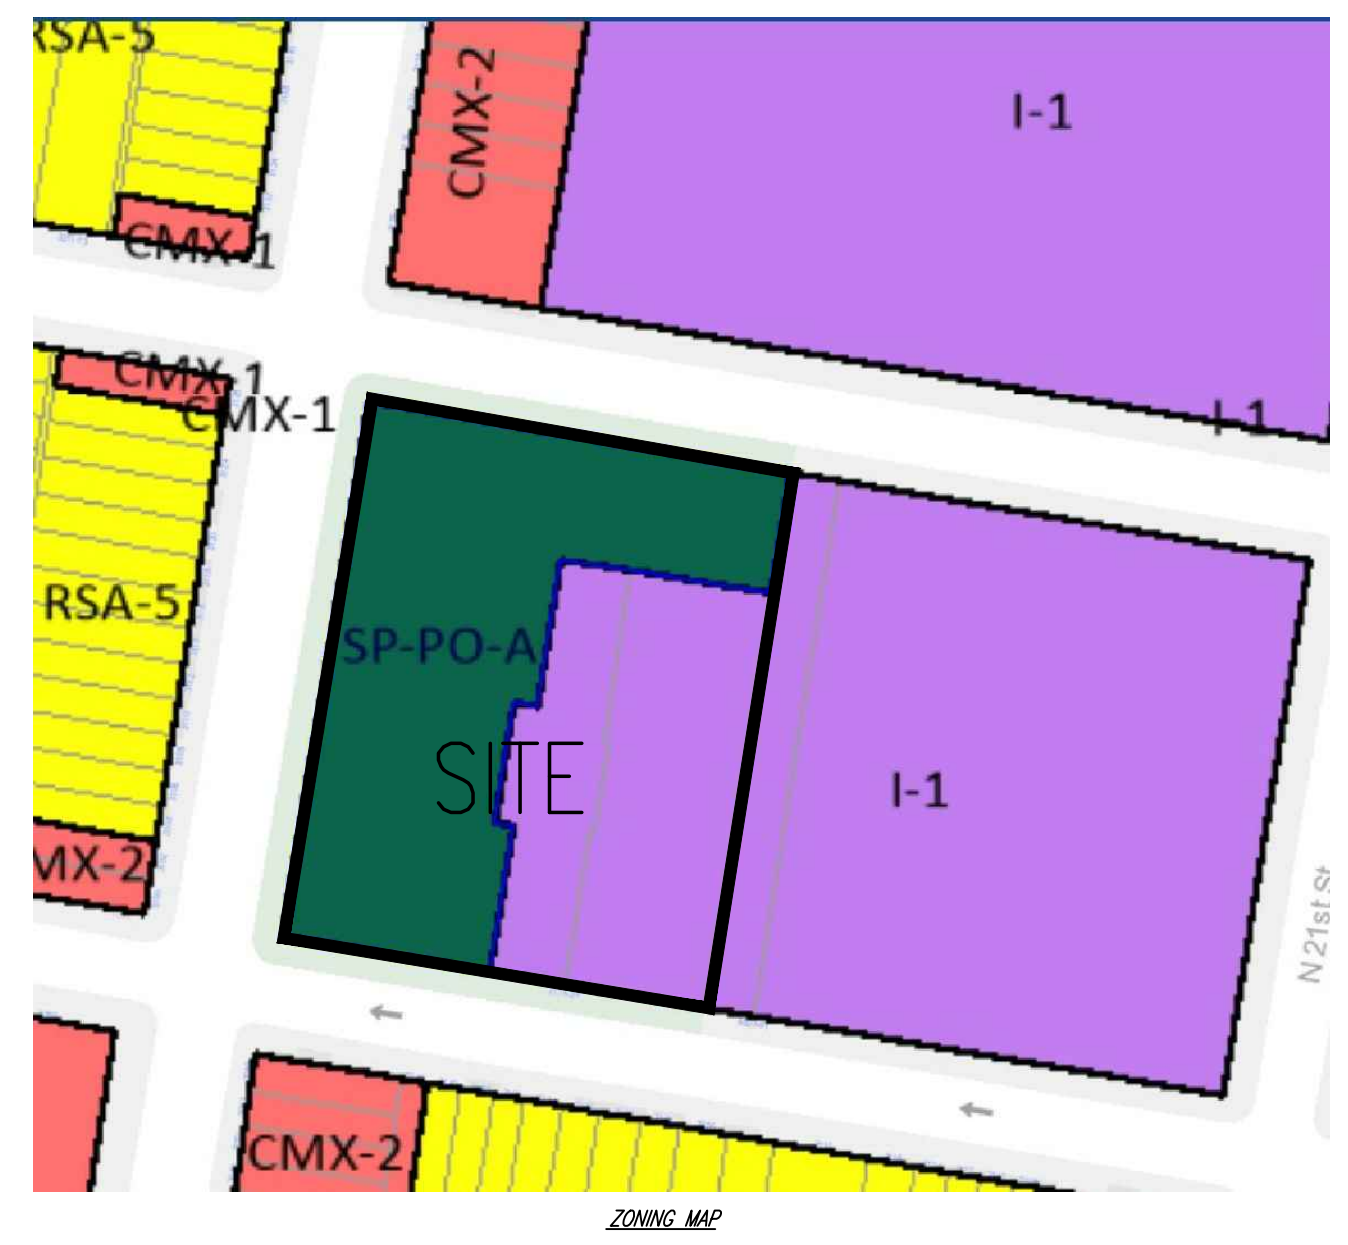 RSA-5
CMX-2
I-1
CMX-1
CMX-1
I-1
CMX-1
RSA-5
SP-PO-A
SITE
I-1
MX-2
N 21st St
CMX-2
ZONING MAP